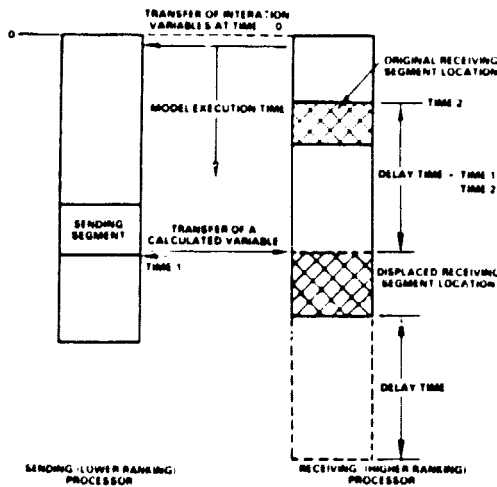 TRANSFER OF INTERATION
VARIABLES AT TIME 0
0
ORIGINAL RECEIVING
SEGMENT LOCATION
TIME 2
MODEL EXECUTION TIME
DELAY TIME - TIME 1
TIME 2
SENDING
SEGMENT
TRANSFER OF A
CALCULATED VARIABLE
TIME 1
DISPLACED RECEIVING
SEGMENT LOCATION
DELAY TIME
SENDING (LOWER RANKING)
PROCESSOR
RECEIVING (HIGHER RANKING)
PROCESSOR